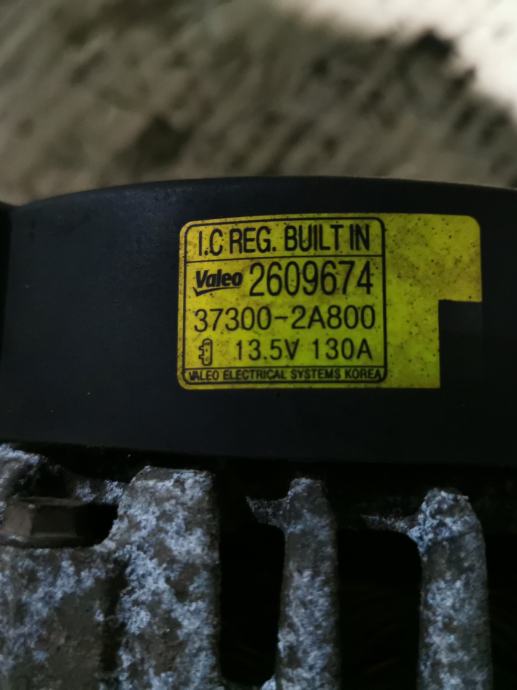 I.C REG. BUILT IN
Valeo 2609674
37300-2A800
13.5V 130A
VALEO ELECTRICAL SYSTEMS KOREA